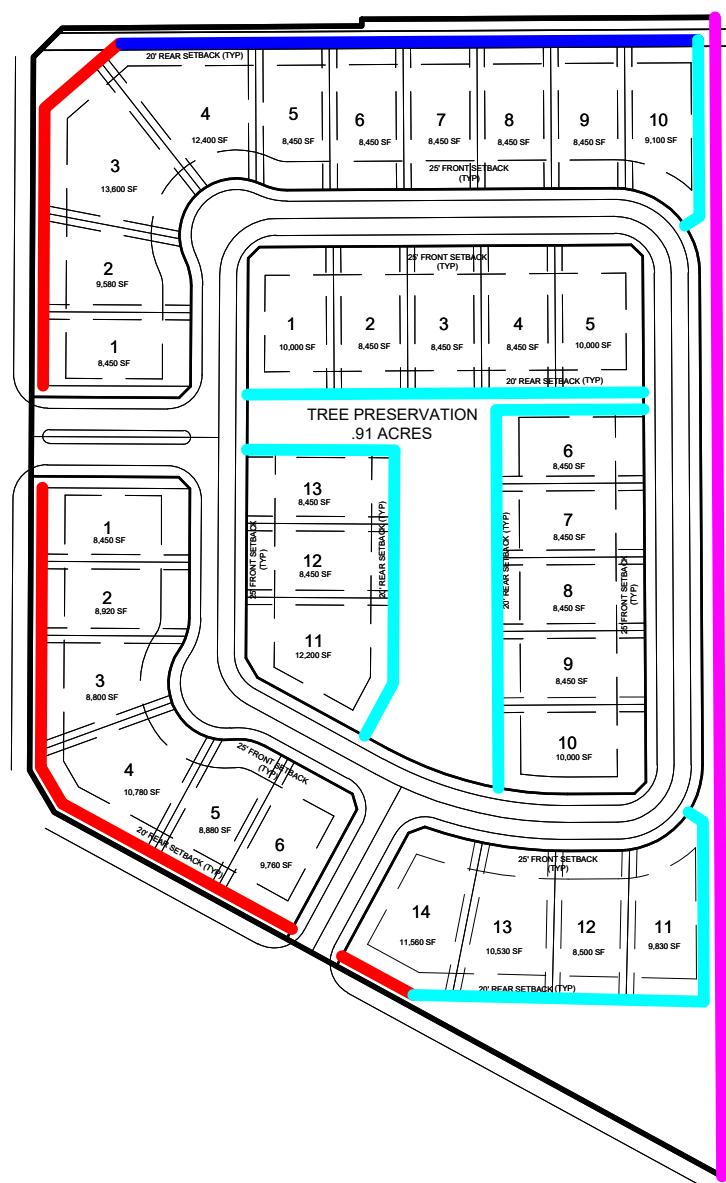 20' REAR SETBACK (TYP)
4
12,400 SF
5
8,450 SF
6
8,450 SF
7
8,450 SF
8
8,450 SF
9
8,450 SF
10
9,100 SF
3
13,600 SF
25' FRONT SETBACK
(TYP)
2
9,580 SF
1
8,450 SF
25' FRONT SETBACK
(TYP)
1
10,000 SF
2
8,450 SF
3
8,450 SF
4
8,450 SF
5
10,000 SF
20' REAR SETBACK (TYP)
TREE PRESERVATION
.91 ACRES
6
8,450 SF
13
8,450 SF
7
8,450 SF
12
8,450 SF
8
8,450 SF
11
12,200 SF
9
8,450 SF
10
10,000 SF
25' FRONT SETBACK
(TYP)
20' REAR SETBACK (TYP)
20' REAR SETBACK (TYP)
25' FRONT SETBACK
(TYP)
1
8,450 SF
2
8,920 SF
3
8,800 SF
4
10,780 SF
5
8,880 SF
6
9,760 SF
25' FRONT SETBACK
(TYP)
20' REAR SETBACK (TYP)
25' FRONT SETBACK
(TYP)
14
11,560 SF
13
10,530 SF
12
8,500 SF
11
9,830 SF
20' REAR SETBACK (TYP)